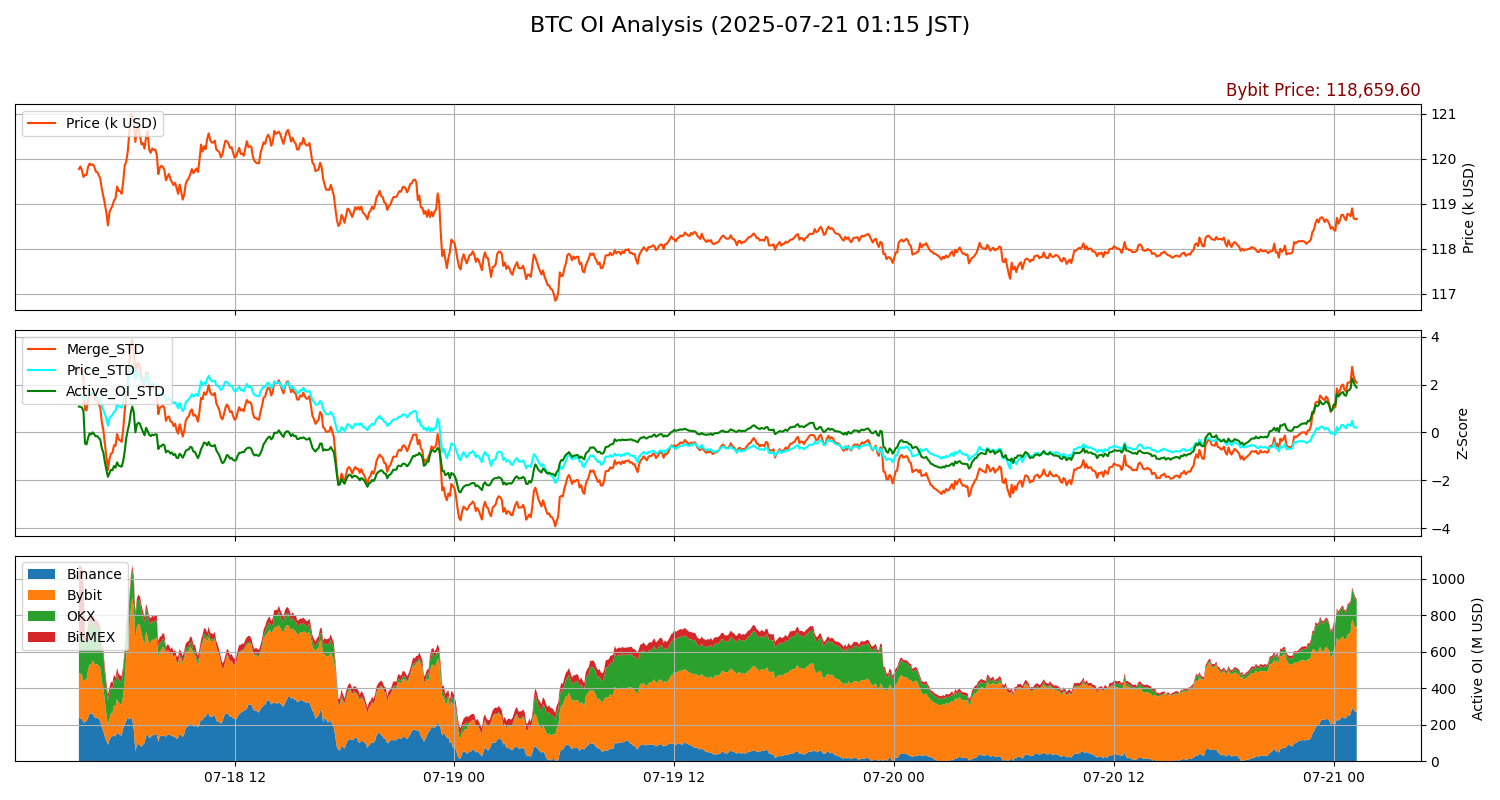 BTC OI Analysis (2025-07-21 01:15 JST)
Bybit Price: 118,659.60
Price (k USD)
121
120
119
118
117
Price (k USD)
Merge_STD
Price_STD
Active_OI_STD
4
2
0
−2
−4
Z-Score
Binance
Bybit
OKX
BitMEX
1000
800
600
400
200
0
Active OI (M USD)
07-18 12
07-19 00
07-19 12
07-20 00
07-20 12
07-21 00